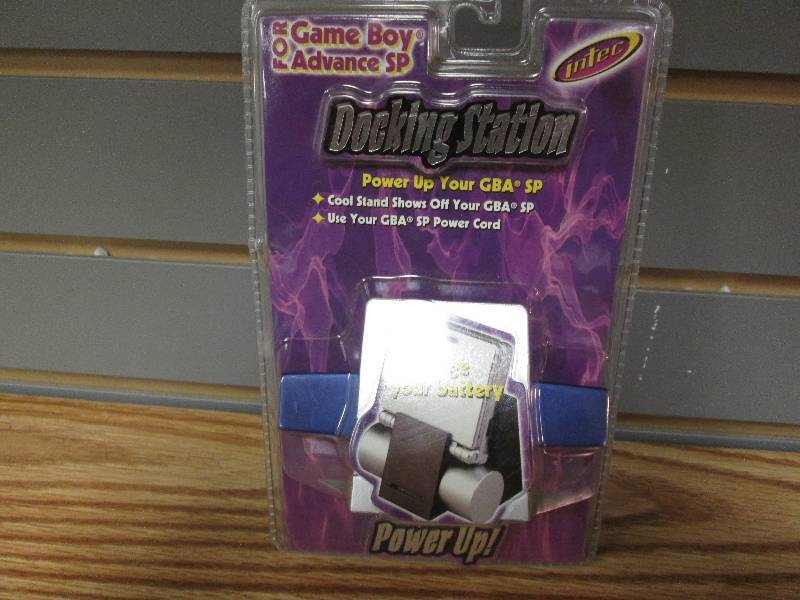 FOR
Game Boy®
Advance SP
intec
Docking Station
Power Up Your GBA® SP
Cool Stand Shows Off Your GBA® SP
Use Your GBA® SP Power Cord
your battery
Power Up!